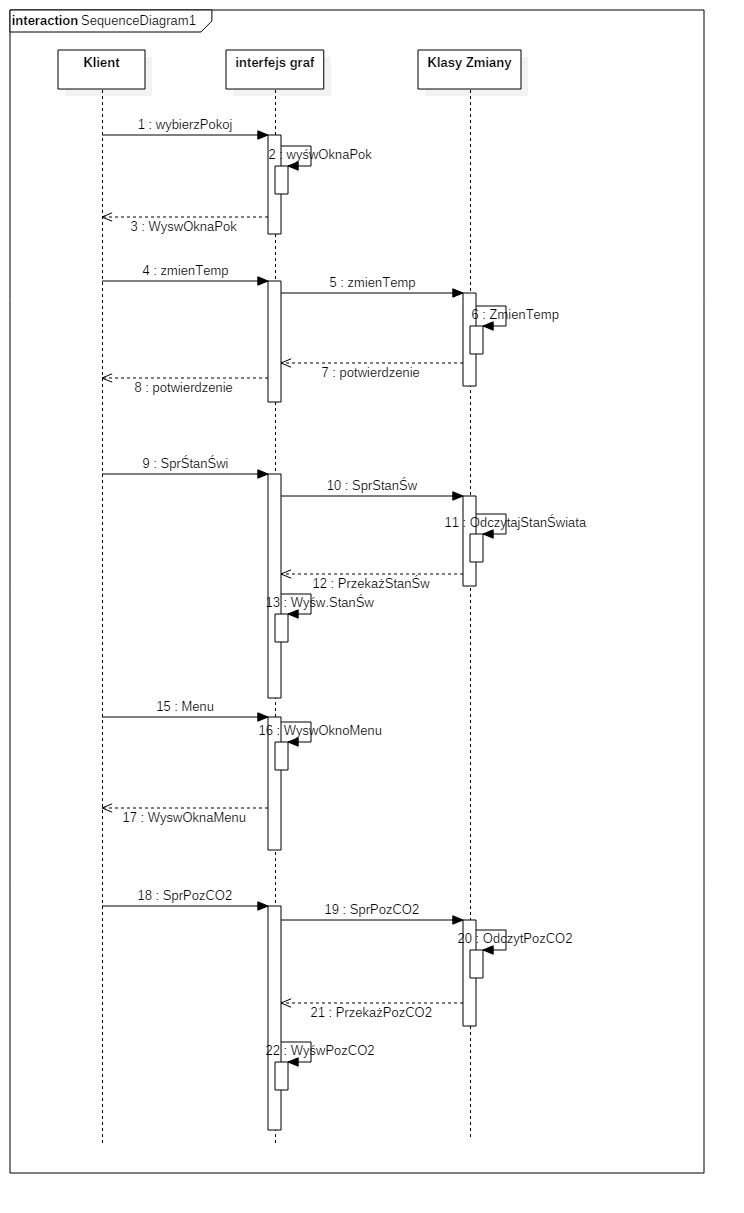 interaction SequenceDiagram1
Klient
interfejs graf
Klasy Zmiany
1 : wybierzPokoj
2 : wyśwOknaPok
3 : WyswOknaPok
4 : zmienTemp
5 : zmienTemp
6 : ZmienTemp
7 : potwierdzenie
8 : potwierdzenie
9 : SprŚtanŚwi
10 : SprStanŚw
11 : OdczytajStanŚwiata
12 : PrzekażStanŚw
13 : Wyśw.StanŚw
15 : Menu
16 : WyswOknoMenu
17 : WyswOknaMenu
18 : SprPozCO2
19 : SprPozCO2
20 : OdczytPozCO2
21 : PrzekażPozCO2
22 : WyświPozCO2